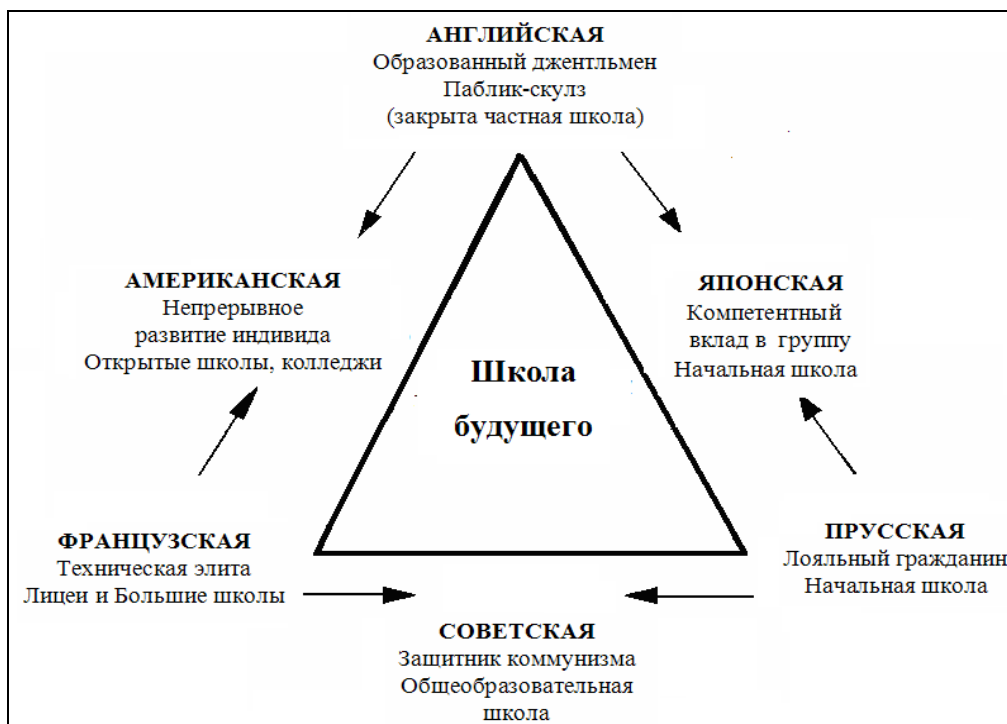 АНГЛИЙСКАЯ
Образованный джентльмен
Паблик-скулз
(закрыта частная школа)
АМЕРИКАНСКАЯ
Непрерывное
развитие индивида
Открытые школы, колледжи
ЯПОНСКАЯ
Компетентный
вклад в группу
Начальная школа
Школа
будущего
ФРАНЦУЗСКАЯ
Техническая элита
Лицеи и Большие школы
ПРУССКАЯ
Лояльный гражданин
Начальная школа
СОВЕТСКАЯ
Защитник коммунизма
Общеобразовательная
школа